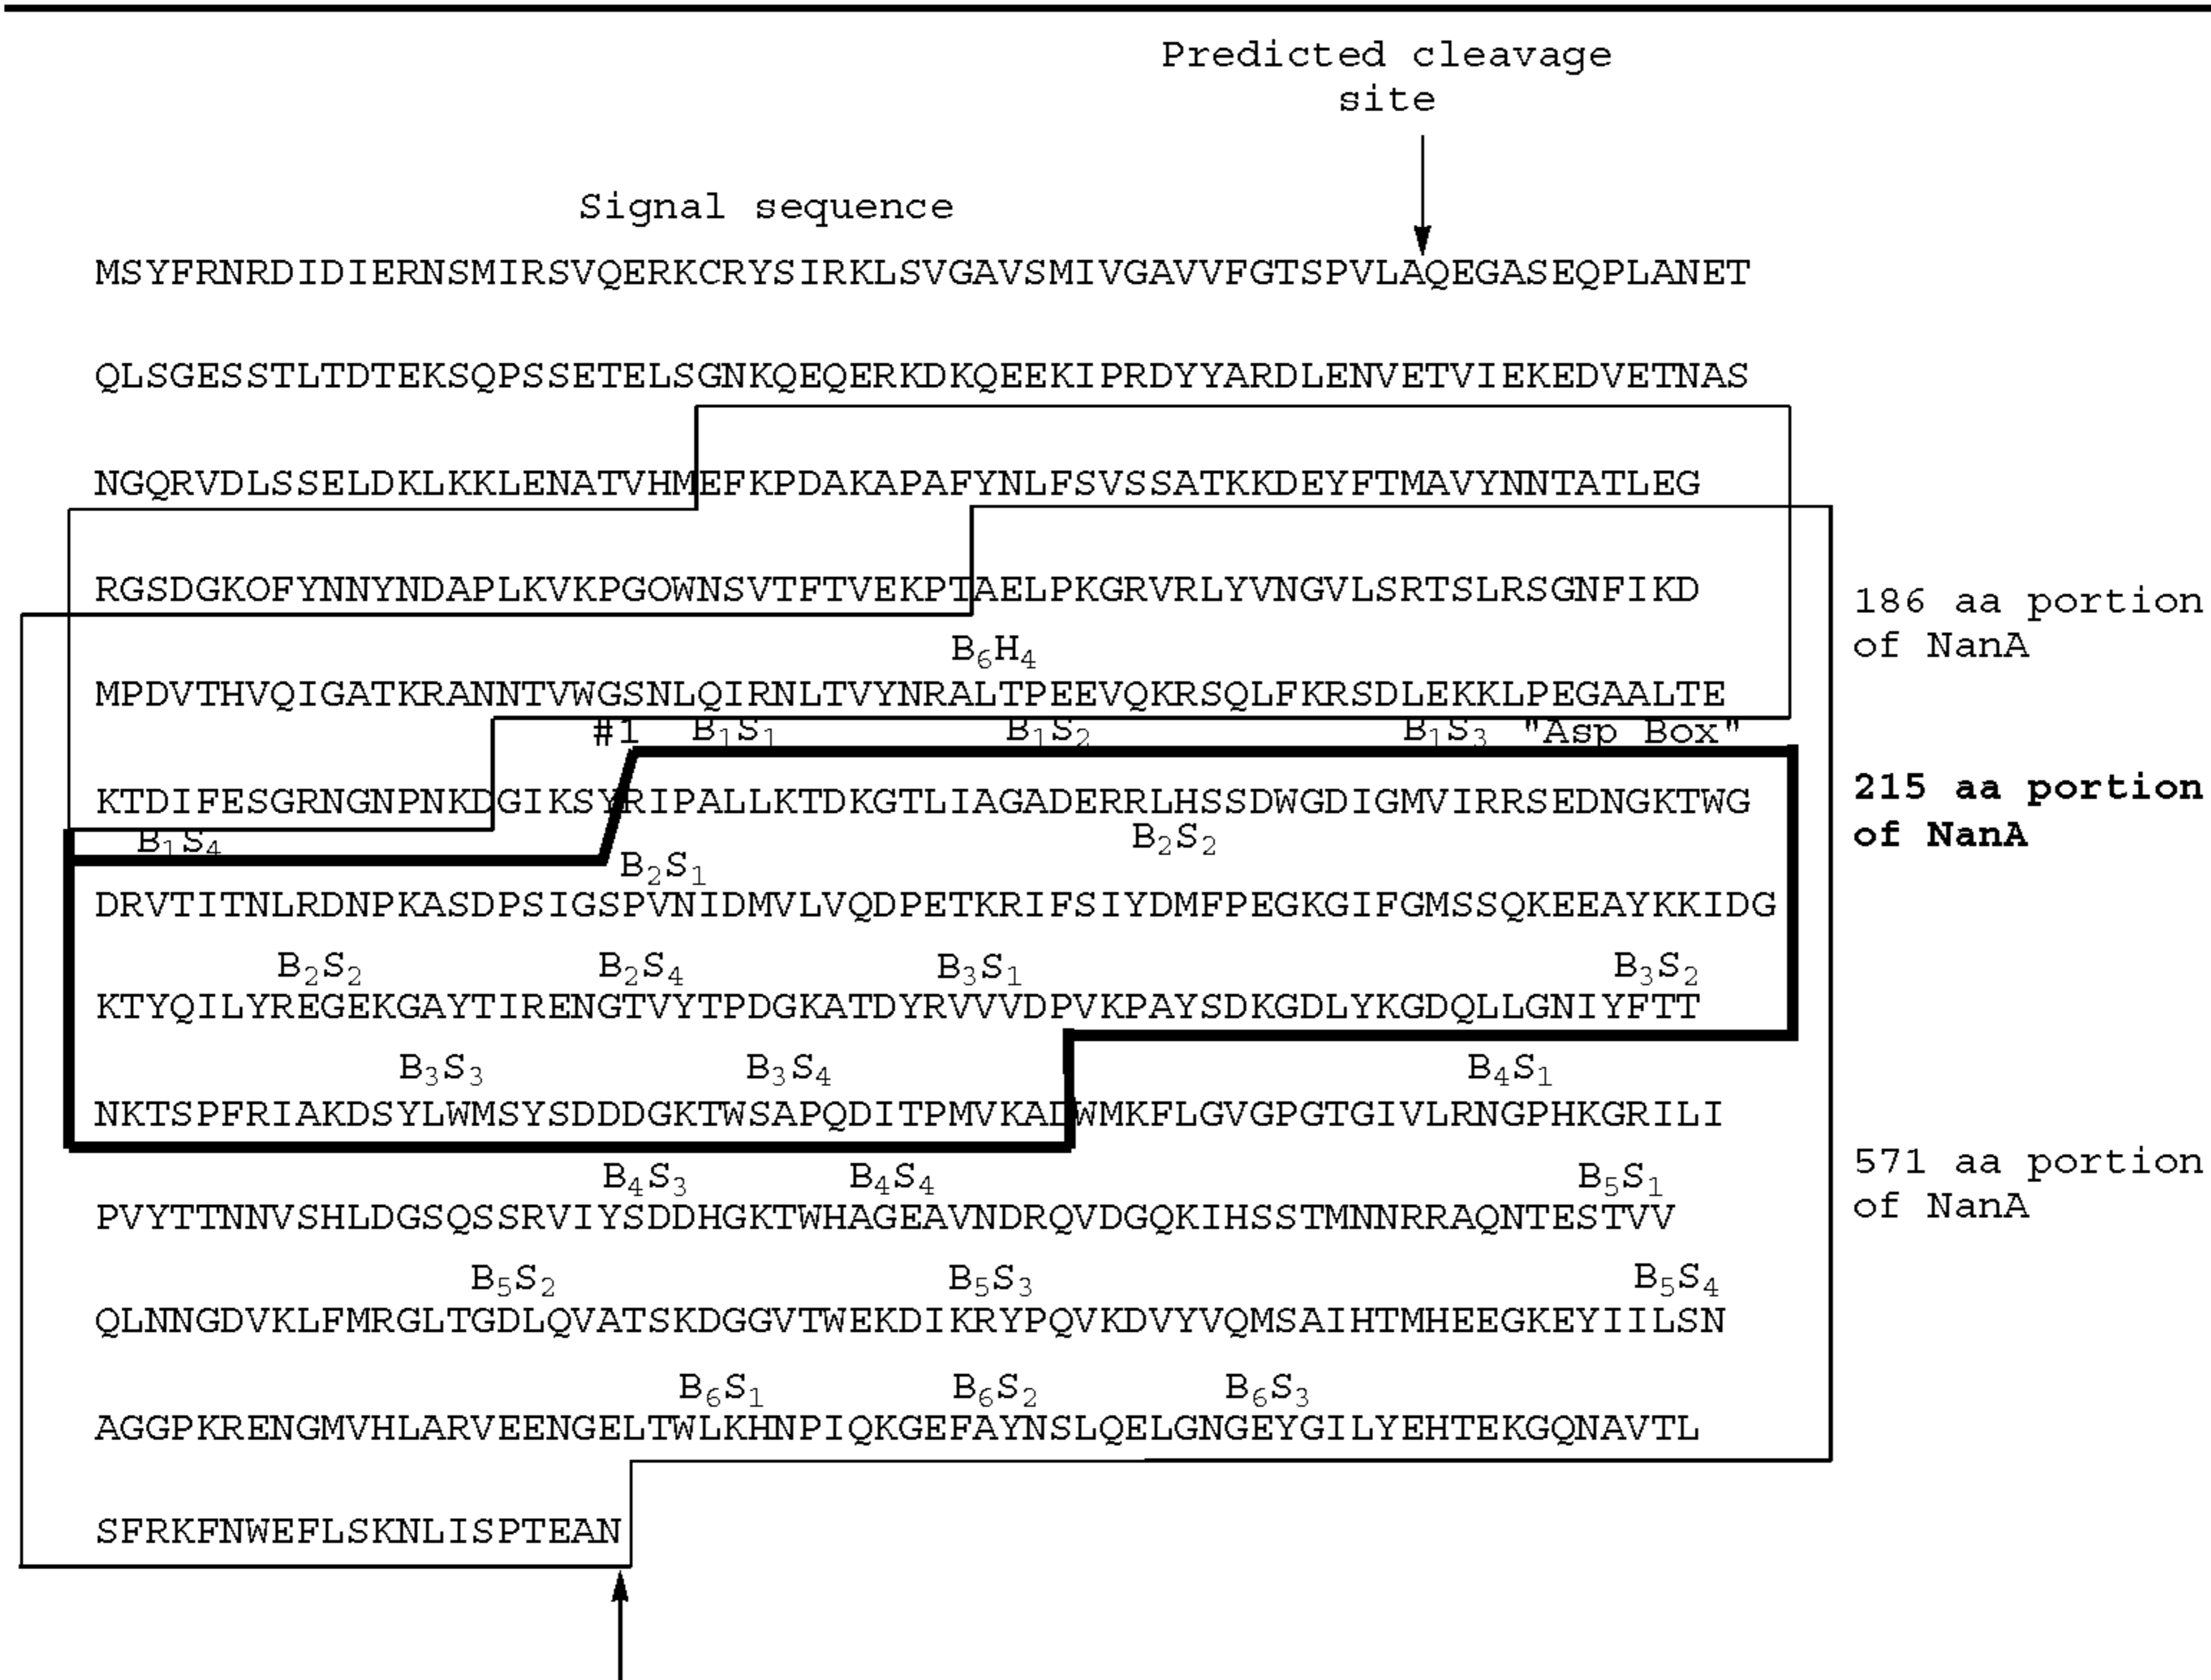 Predicted cleavage
site
Signal sequence
MSYFRNRDIDIERNSMIRSVQERKCRYSIRKLSVGAVSMIVGAVVFGTSPVLAQEGASEQPLANET
QLSGESSTLTDTEKSQPSSETELSGNKQEQERKDKQEEKIPRDYYARDLENVETVIEKEDVETNAS
NGQRVDLSSELDKLKKLENATVHMEFKPDAKAPAFYNLFSVSSATKKDEYFTMAVYNNTATLEG
RGSDGKOFYNNYNDAPLKVKPGOWNSVTFTVEKPTAELPKGRVRLYVNGVLSRTSLRSGNFIKD
186 aa portion
of NanA
B6H4
MPDVTHVQIGATKRANNTVWGSNLQIRNLTVYNRALTPEEVQKRSQLFKRSDLEKKLPEGAALTE
#1 B1S1 B1S2 B1S3 "Asp Box"
KTDIFESGRNGNPNKDGIKSYRIPALLKTDKGTLIAGADERRLHSSDWGDIGMVIRRSEDNGKTWG
215 aa portion
of NanA
B1S4 B2S1 B2S2
DRVTITNLRDNPKASDPSIGSPVNIDMVLVQDPETKRIFSIYDMFPEGKGIFGMSSQKEEAYKKIDG
B2S2 B2S4 B3S1 B3S2
KTYQILYREGEKGAYTIRENGTVYTPDGKATDYRVVVDPVKPAYSDKGDLYKGDQLLGNIYFTT
B3S3 B3S4 B4S1
NKTSPFRIAKDSYLWMSYSDDDGKTWSAPQDITPMVKADWMKFLGVGPGTGIVLRNGPHKGRILI
571 aa portion
of NanA
B4S3 B4S4 B5S1
PVYTTNNVSHLDGSQSSRVIYSDDHGKTWHAGEAVNDRQVDGQKIHSSTMNNRRAQNTESTVV
B5S2 B5S3 B5S4
QLNNGDVKLFMRGLTGDLQVATSKDGGVTWEKDIKRYPQVKDVYVQMSAIHTMHEEGKEYIILSN
B6S1 B6S2 B6S3
AGGPKRENGMVHLARVEENGELTWLKHNPIQKGEFAYNSLQELGNGEYGILYEHTEKGQNAVTL
SFRKFNWEFLSKNLISPTEAN